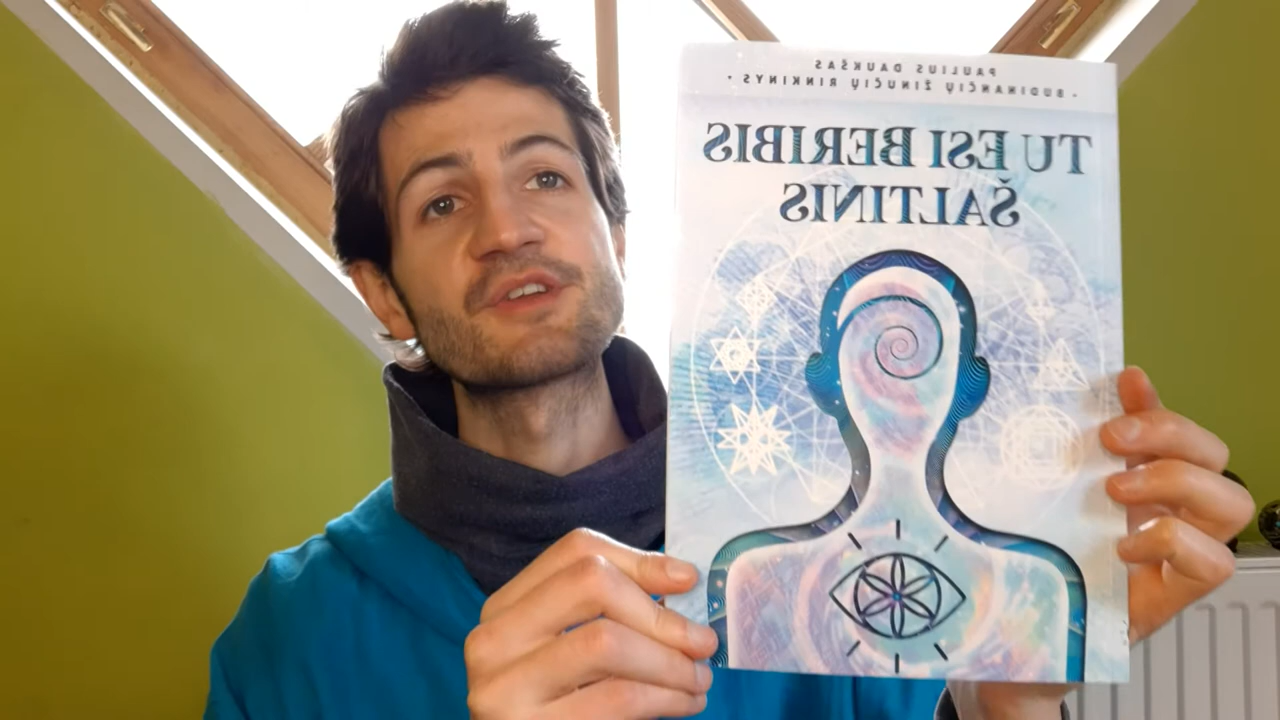 PAULIUS DAUKŠAS
• BUDINANČIŲ ŽINUČIŲ RINKINYS •
TU ESI BERIBIS
ŠALTINIS